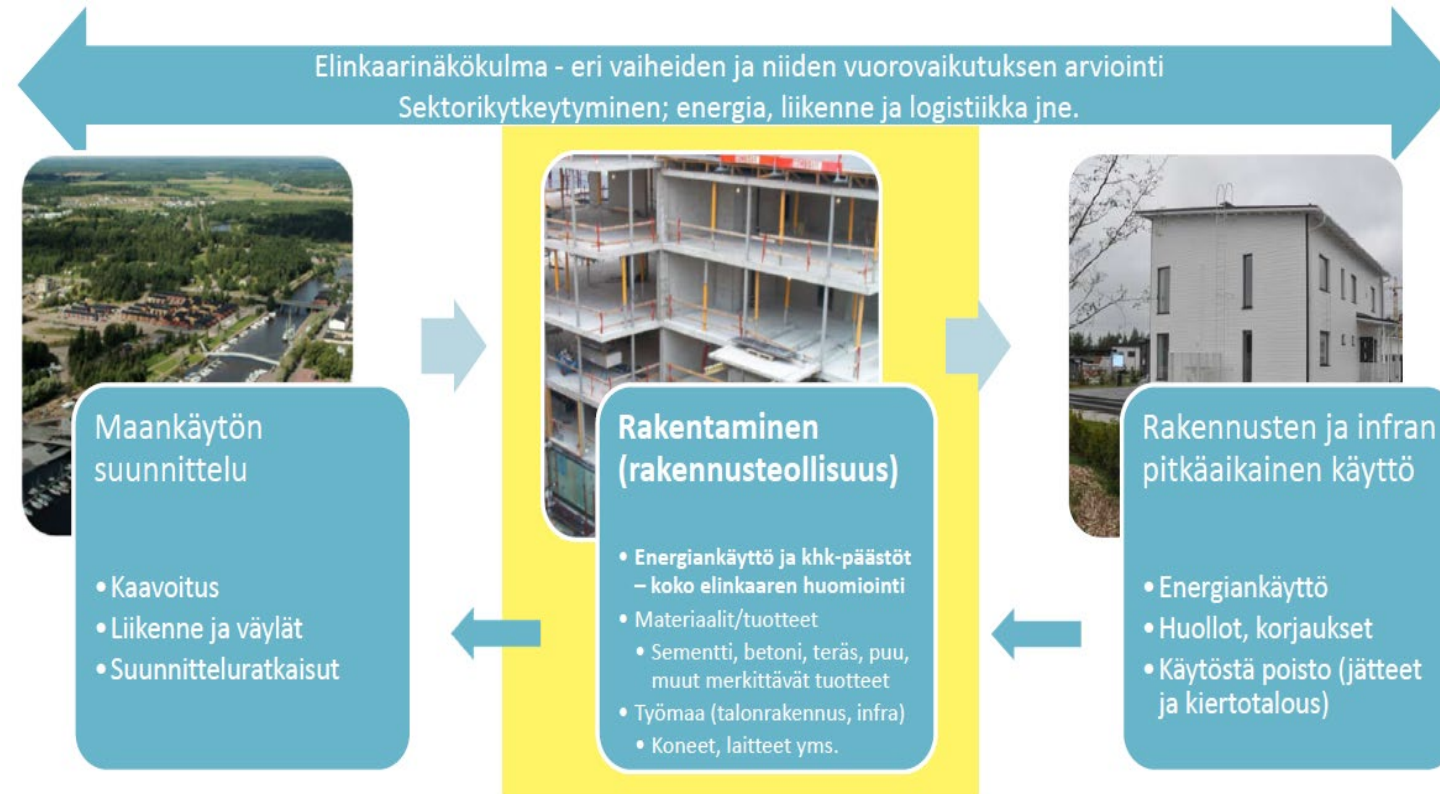 Elinkaarinäkökulma - eri vaiheiden ja niiden vuorovaikutuksen arviointi
Sektorikytkeytyminen; energia, liikenne ja logistiikka jne.
Maankäytön
suunnittelu
• Kaavoitus
• Liikenne ja väylät
• Suunnitteluratkaisut
Rakentaminen
(rakennusteollisuus)
• Energiankäyttö ja khk-päästöt
– koko elinkaaren huomiointi
• Materiaalit/tuotteet
• Sementti, betoni, teräs, puu,
muut merkittävät tuotteet
• Työmaa (talonrakennus, infra)
• Koneet, laitteet yms.
Rakennusten ja infran
pitkäaikainen käyttö
• Energiankäyttö
• Huollot, korjaukset
• Käytöstä poisto (jätteet
ja kiertotalous)